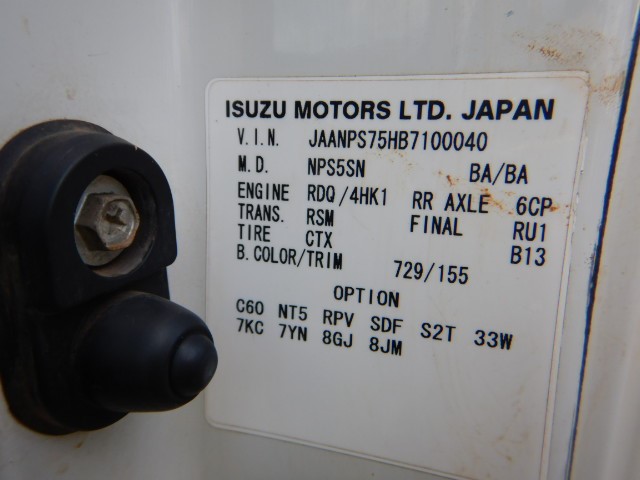 ISUZU MOTORS LTD. JAPAN
V.I.N. JAANPS75HB7100040
M.D. NPS5SN BA/BA
ENGINE RDQ/4HK1 RR AXLE 6CP
TRANS. RSM FINAL RU1
TIRE CTX B13
B.COLOR/TRIM 729/155
OPTION
C60 NT5 RPV SDF S2T 33W
7KC 7YN 8GJ 8JM